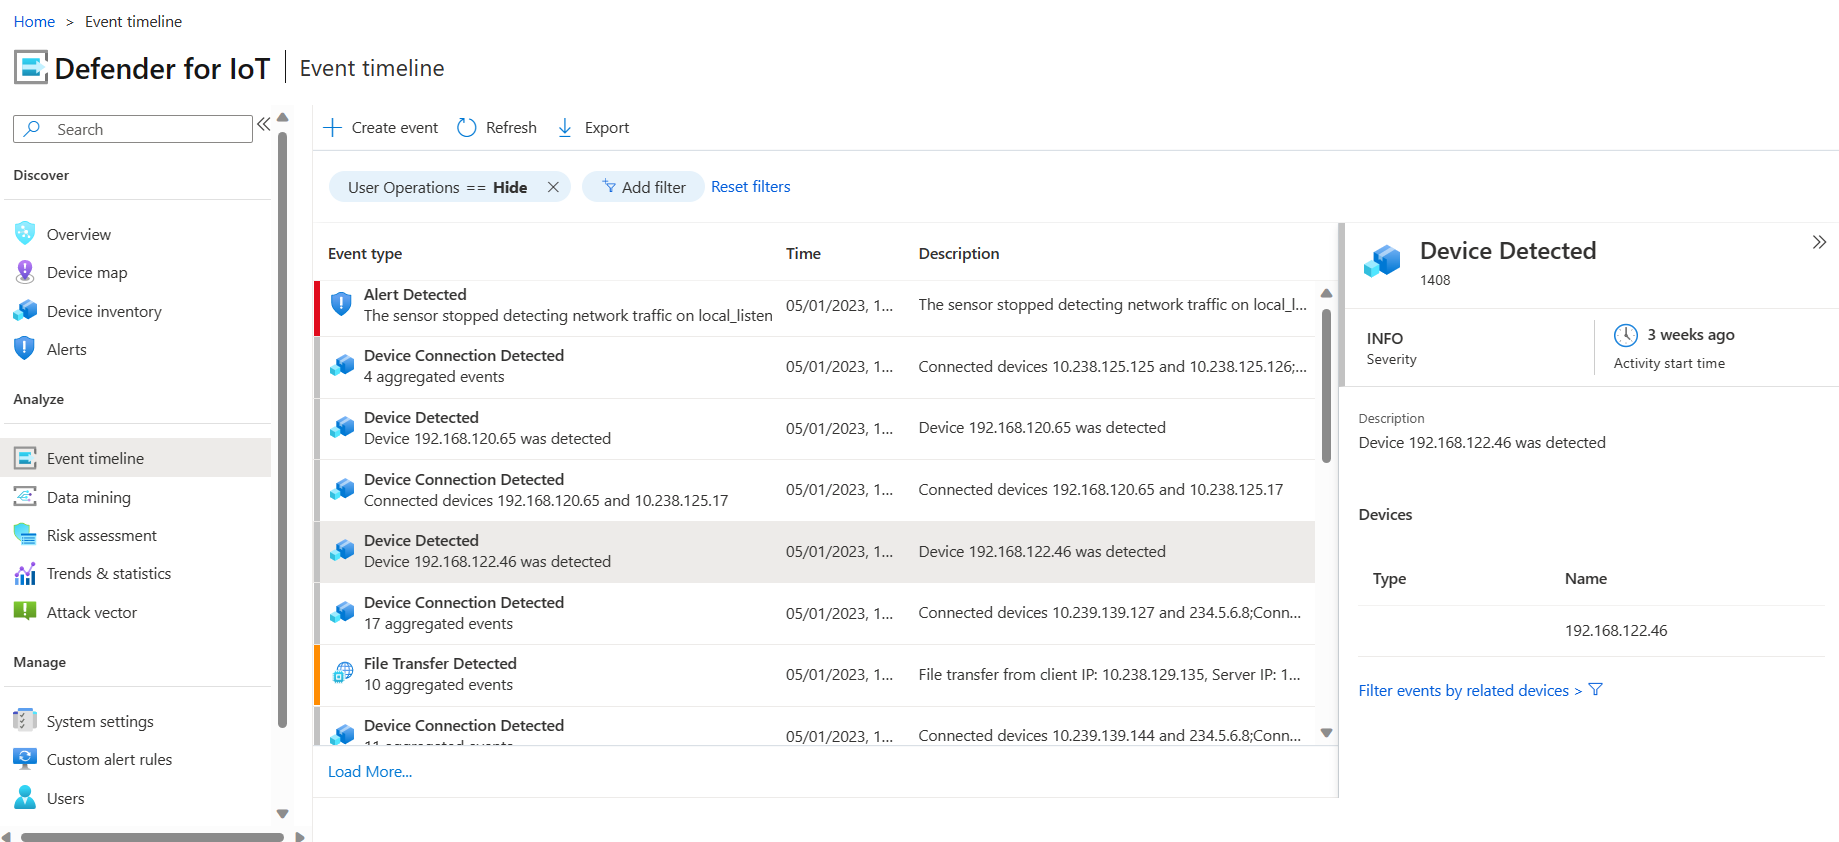 Home > Event timeline
Defender for IoT | Event timeline
Search
Discover
Overview
Device map
Device inventory
Alerts
Analyze
Event timeline
Data mining
Risk assessment
Trends & statistics
Attack vector
Manage
System settings
Custom alert rules
Users
Create event Refresh Export
User Operations == Hide Add filter Reset filters
Event type Time Description
Alert Detected
The sensor stopped detecting network traffic on local_listen 05/01/2023, 1... The sensor stopped detecting network traffic on local_l...
Device Connection Detected
4 aggregated events 05/01/2023, 1... Connected devices 10.238.125.125 and 10.238.125.126;...
Device Detected
Device 192.168.120.65 was detected 05/01/2023, 1... Device 192.168.120.65 was detected
Device Connection Detected
Connected devices 192.168.120.65 and 10.238.125.17 05/01/2023, 1... Connected devices 192.168.120.65 and 10.238.125.17
Device Detected
Device 192.168.122.46 was detected 05/01/2023, 1... Device 192.168.122.46 was detected
Device Connection Detected
17 aggregated events 05/01/2023, 1... Connected devices 10.239.139.127 and 234.5.6.8;Conn...
File Transfer Detected
10 aggregated events 05/01/2023, 1... File transfer from client IP: 10.238.129.135, Server IP: 1...
Device Connection Detected
11 aggregated events 05/01/2023, 1... Connected devices 10.239.139.144 and 234.5.6.8;Conn...
Load More...
Device Detected
1408
INFO
Severity
3 weeks ago
Activity start time
Description
Device 192.168.122.46 was detected
Devices
Type Name
192.168.122.46
Filter events by related devices >